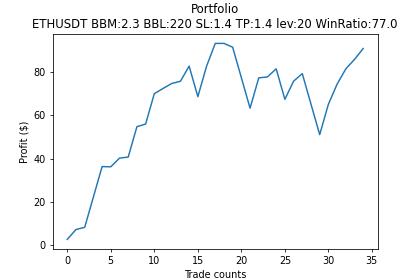 Portfolio
ETHUSDT BBM:2.3 BBL:220 SL:1.4 TP:1.4 lev:20 WinRatio:77.0
Profit ($)
80
60
40
20
0
0 5 10 15 20 25 30 35
Trade counts